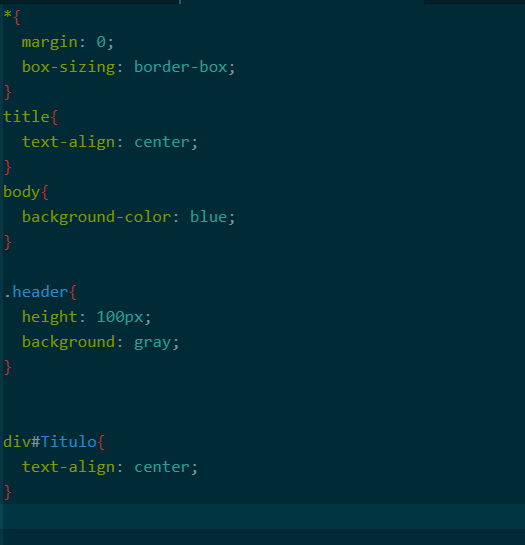 *{
  margin: 0;
  box-sizing: border-box;
}
title{
  text-align: center;
}
body{
  background-color: blue;
}
.header{
  height: 100px;
  background: gray;
}
div#Titulo{
  text-align: center;
}